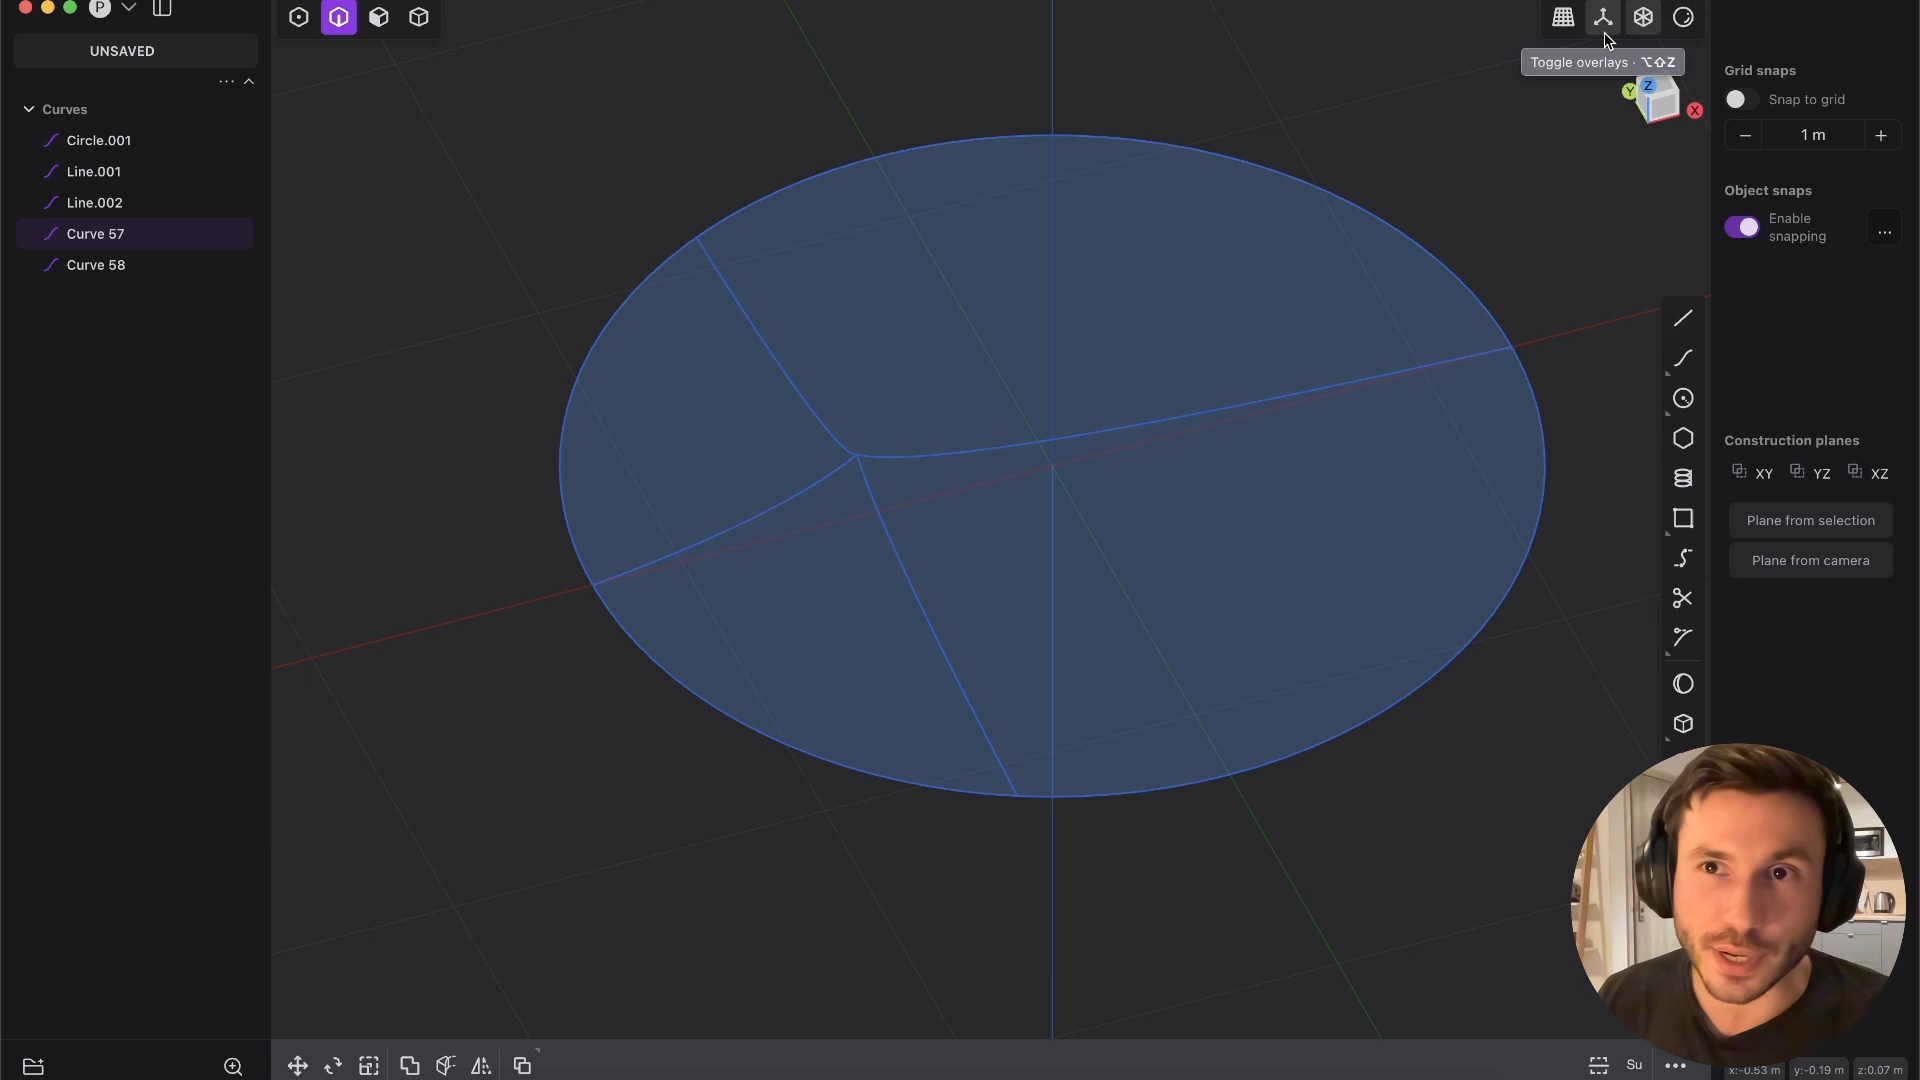 P
UNSAVED
Curves
Circle.001
Line.001
Line.002
Curve 57
Curve 58
Toggle overlays · ⌥⇧Z
Y
Z
X
Grid snaps
Snap to grid
1 m
Object snaps
Enable
snapping
...
Construction planes
XY
YZ
XZ
Plane from selection
Plane from camera
Su
x:-0.53 m
y:-0.19 m
z:0.07 m